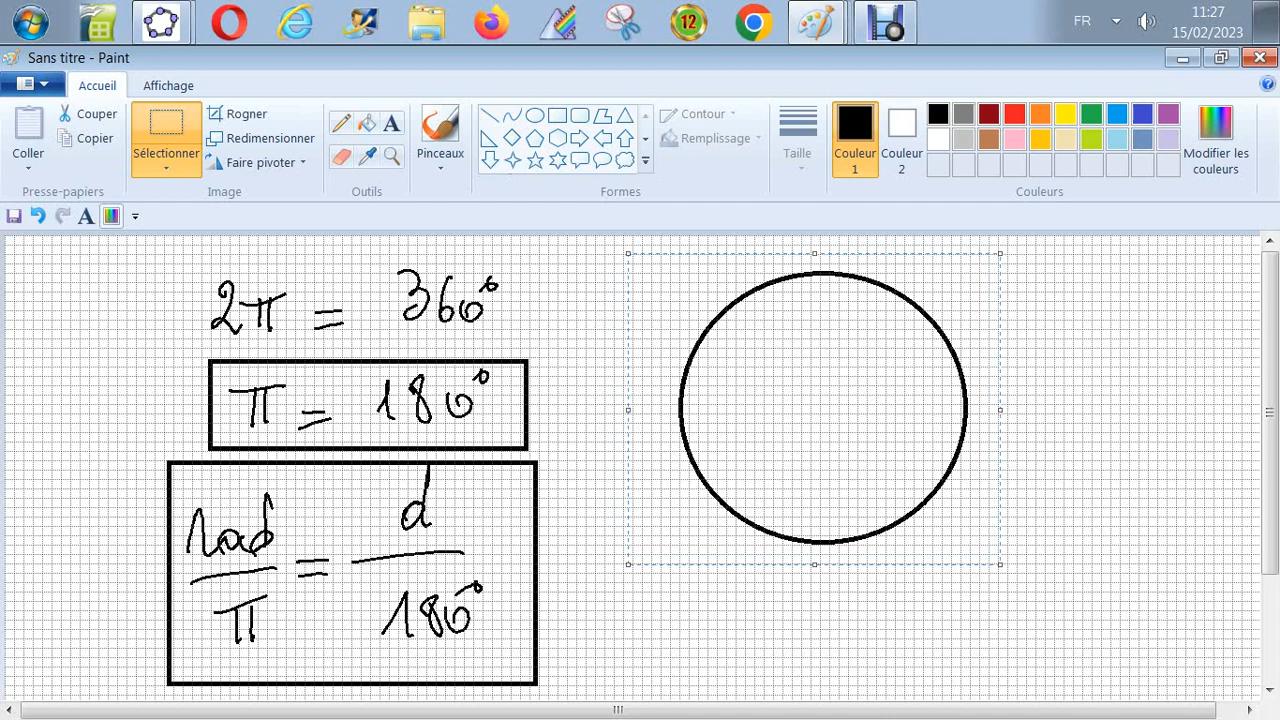 12
FR
11:27
15/02/2023
Sans titre - Paint
Accueil
Affichage
Coller
Couper
Copier
Presse-papiers
Sélectionner
Rogner
Redimensionner
Faire pivoter
Image
A
Outils
Pinceaux
Contour
Remplissage
Formes
Taille
Couleur
1
Couleur
2
Modifier les
couleurs
Couleurs
A
2π = 360°
π = 180°
rad/π = d/180°